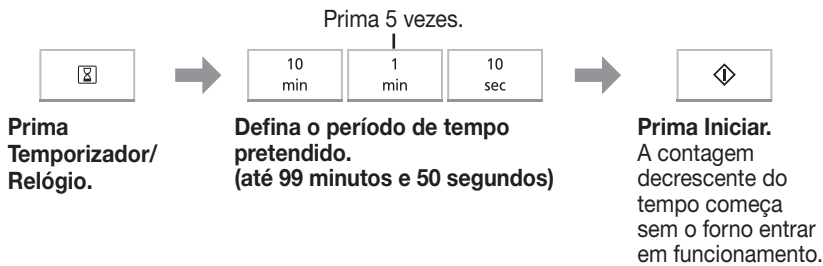 Prima 5 vezes.
10
min
1
min
10
sec
Prima
Temporizador/
Relógio.
Defina o período de tempo
pretendido.
(até 99 minutos e 50 segundos)
Prima Iniciar.
A contagem
decrescente do
tempo começa
sem o forno entrar
em funcionamento.